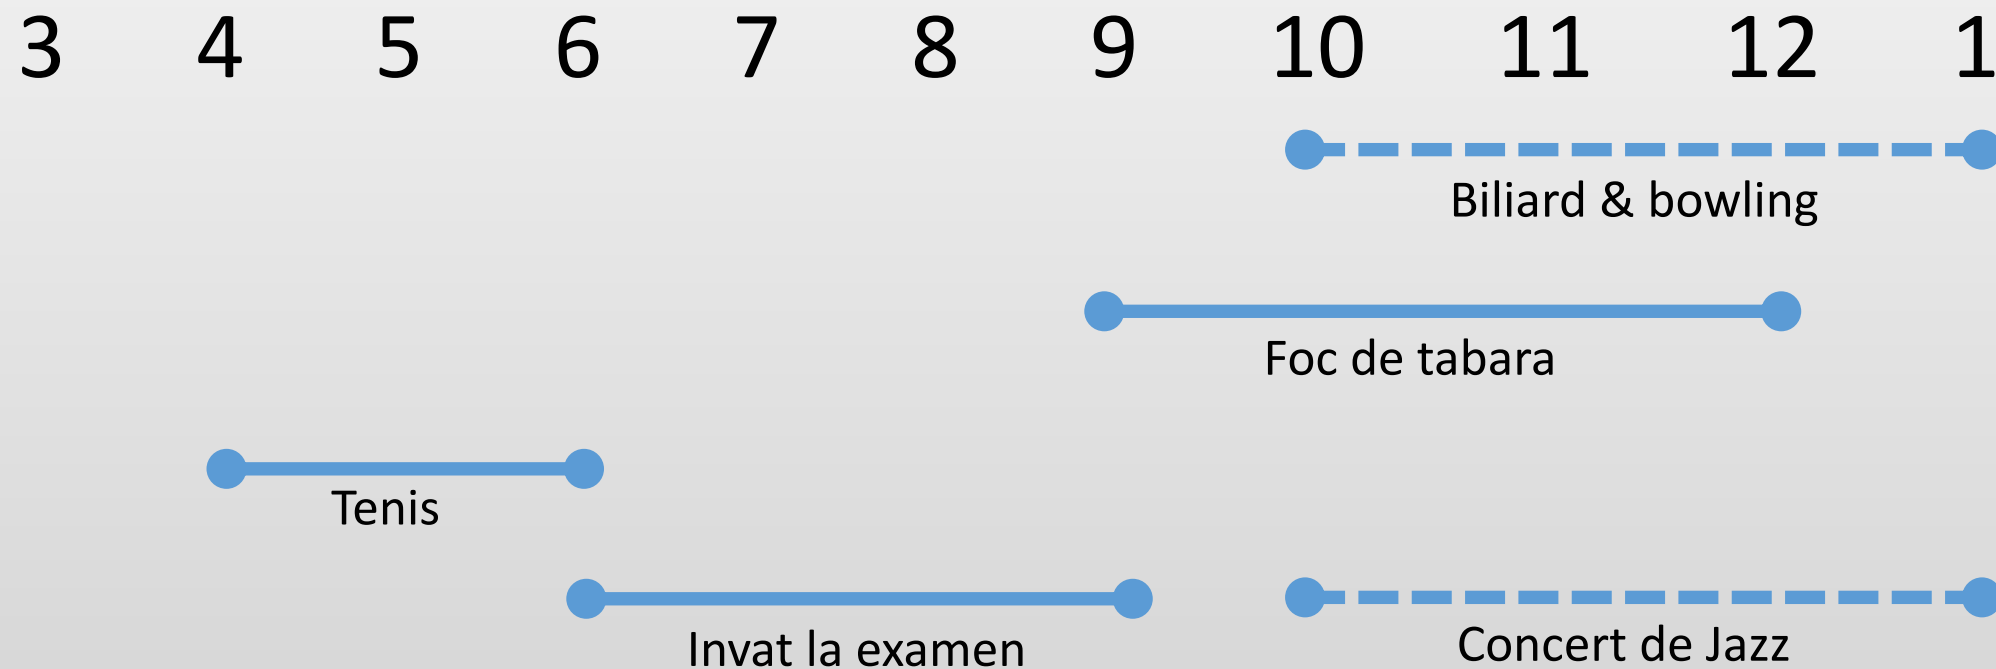 3 4 5 6 7 8 9 10 11 12 1
Biliard & bowling
Foc de tabara
Tenis
Invat la examen
Concert de Jazz